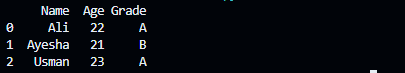 Name Age Grade
0 Ali 22 A
1 Ayesha 21 B
2 Usman 23 A